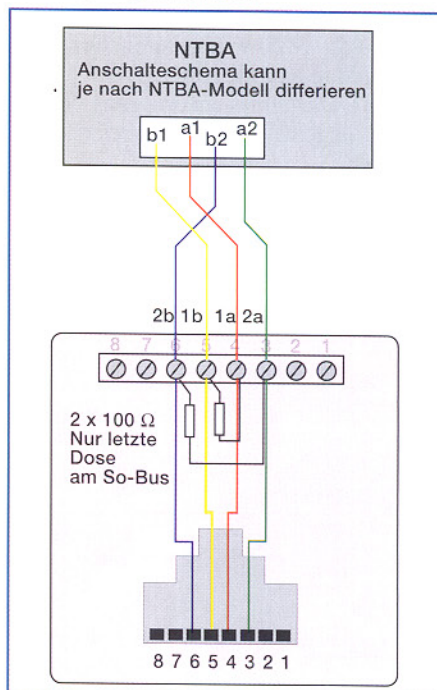 NTBA
Anschalteschema kann
je nach NTBA-Modell differieren
b1 a1 b2 a2
2b 1b 1a 2a
8 7 6 5 4 3 2 1
2 x 100 Ω
Nur letzte
Dose
am So-Bus
8 7 6 5 4 3 2 1